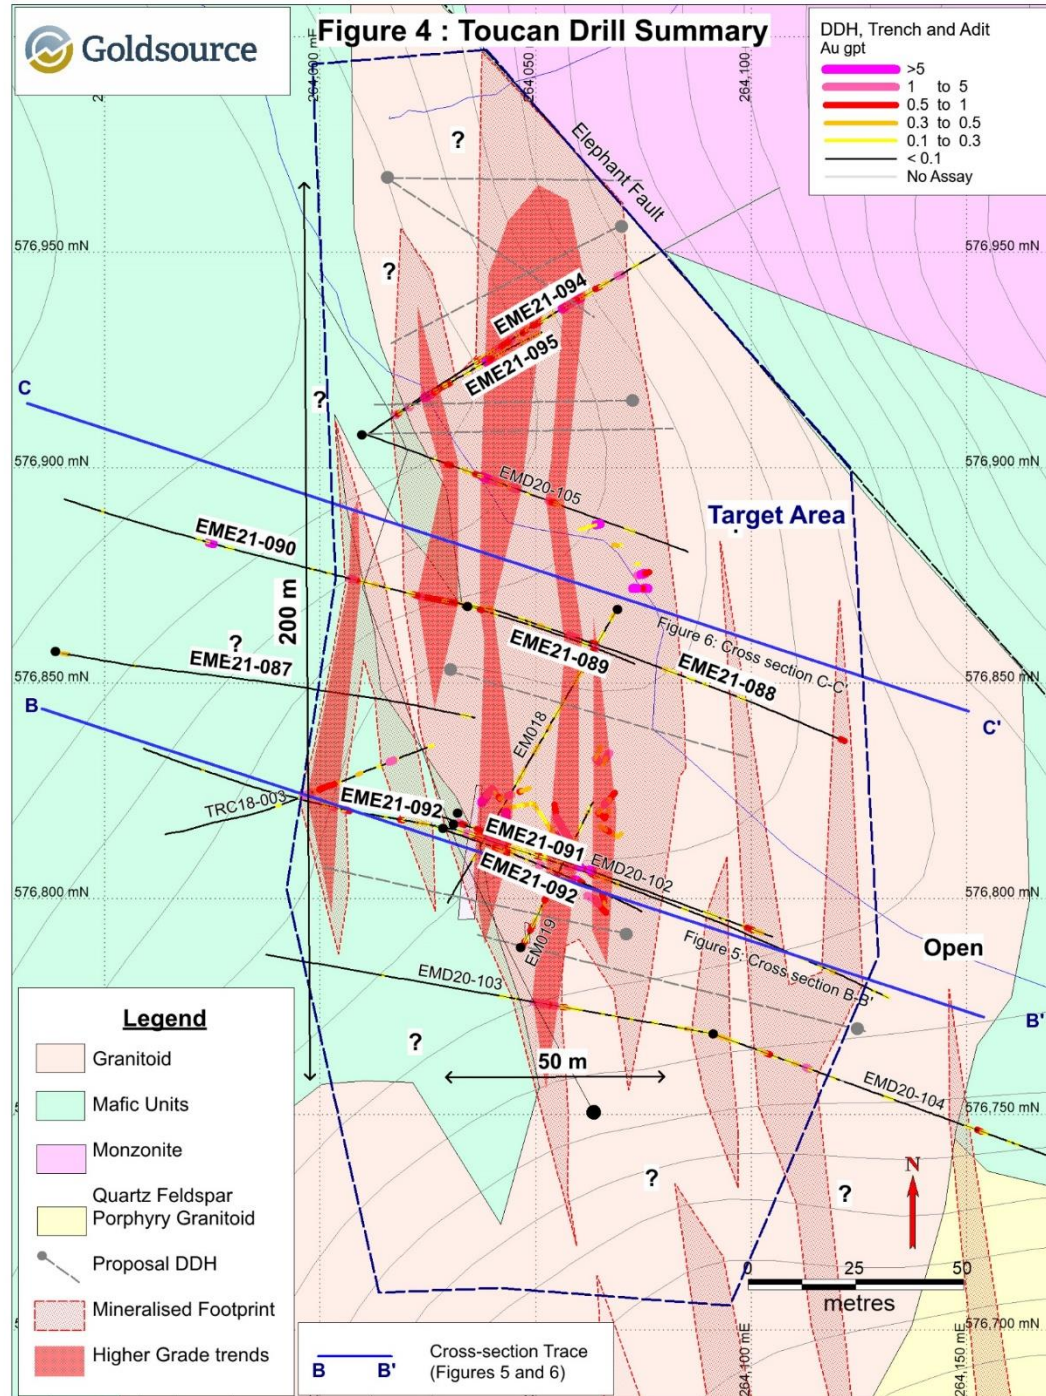 Goldsource
Figure 4 : Toucan Drill Summary
DDH, Trench and Adit
Au gpt
>5
1 to 5
0.5 to 1
0.3 to 0.5
0.1 to 0.3
< 0.1
No Assay
264,000 mE
264,050 mE
264,100 mE
Elephant Fault
?
576,950 mN
576,950 mN
?
EME21-094
EME21-095
?
C
576,900 mN
576,900 mN
EMD20-105
Target Area
EME21-090
200 m
?
EME21-087
EME21-089
EME21-088
Figure 6: Cross section C-C'
576,850 mN
576,850 mN
C'
B
EM018
TRC18-003
EME21-092
EME21-091
EME21-092
EMD20-102
576,800 mN
576,800 mN
EM019
Figure 5: Cross section B-B'
Open
EMD20-103
B'
?
50 m
EMD20-104
576,750 mN
?
?
N
0 25 50
metres
576,700 mN
264,100 mE
264,150 mE
Legend
Granitoid
Mafic Units
Monzonite
Quartz Feldspar
Porphyry Granitoid
Proposal DDH
Mineralised Footprint
Higher Grade trends
B B'
Cross-section Trace
(Figures 5 and 6)